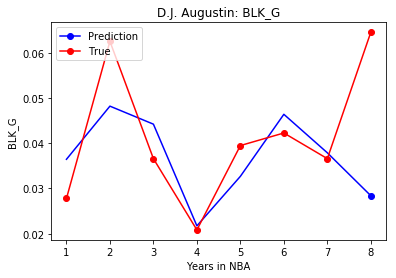 D.J. Augustin: BLK_G
Prediction
True
BLK_G
0.06
0.05
0.04
0.03
0.02
1 2 3 4 5 6 7 8
Years in NBA